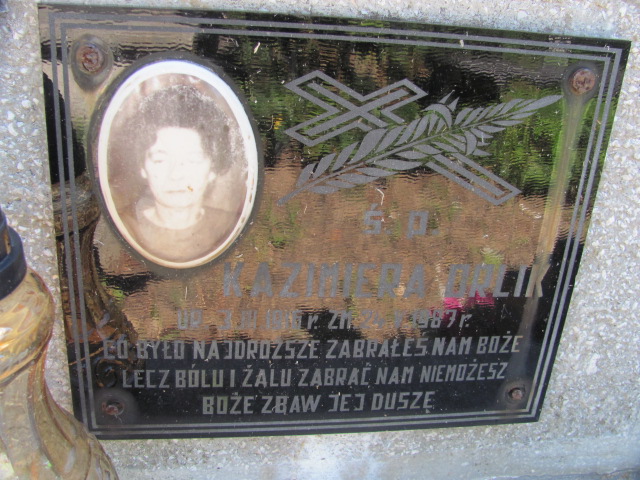 ś. p.
KAZIMIERA ORLIK
UR. r. ZM. 1987 r.
CO BYŁO NAJDROŻSZE ZABRAŁEŚ NAM BOŻE
LECZ BÓLU I ŻALU ZABRAĆ NAM NIEMOŻESZ
BOŻE ZBAW JEJ DUSZĘ